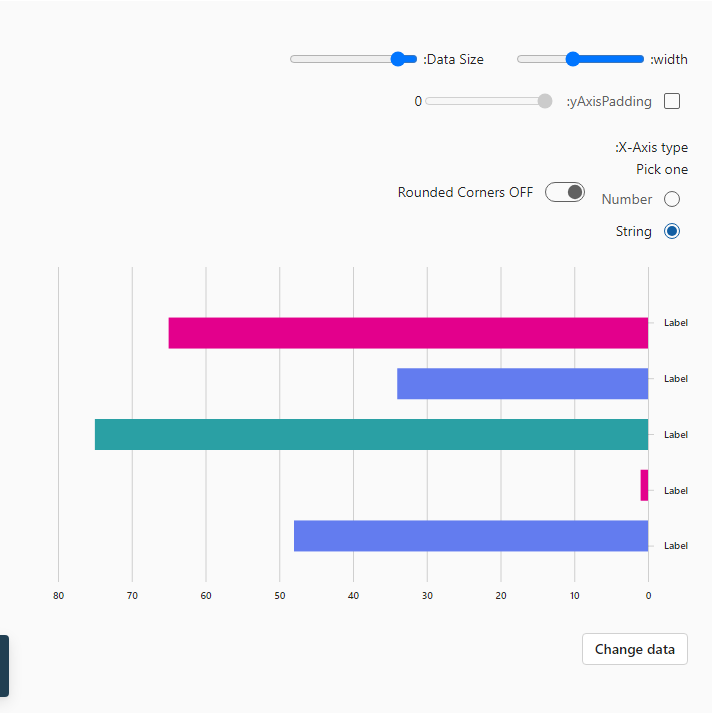 :width
:Data Size
:yAxisPadding
0
:X-Axis type
Pick one
Number
Rounded Corners OFF
String
Label
Label
Label
Label
Label
80 70 60 50 40 30 20 10 0
Change data